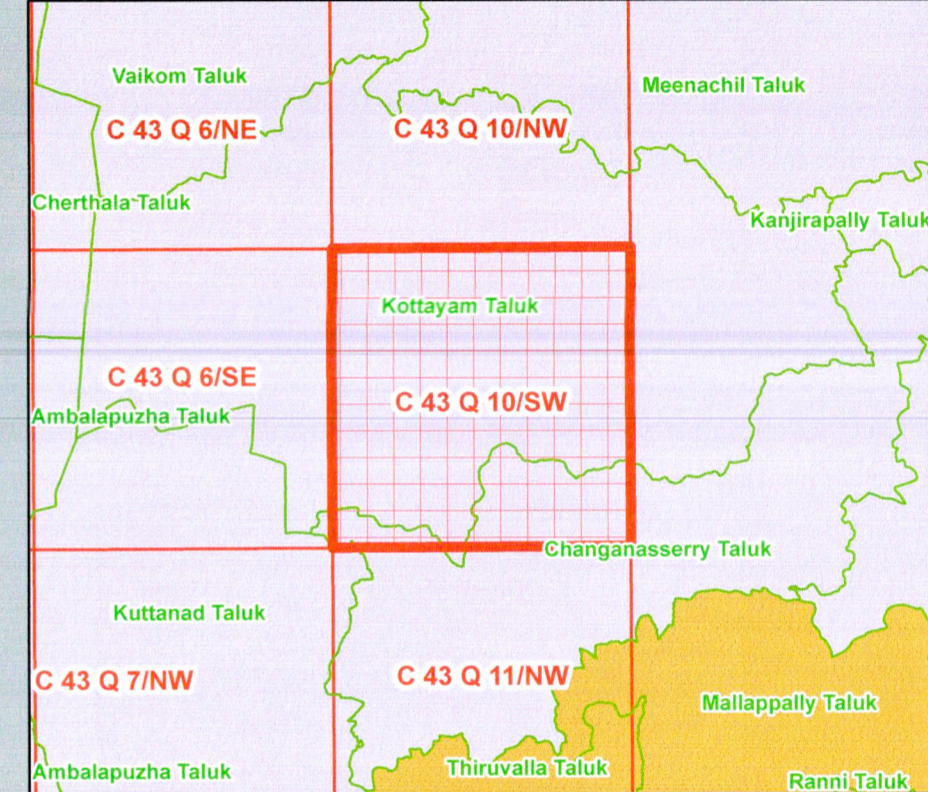 Vaikom Taluk
Meenachil Taluk
C 43 Q 6/NE
C 43 Q 10/NW
Cherthala Taluk
Kanjirapally Taluk
Kottayam Taluk
C 43 Q 6/SE
C 43 Q 10/SW
Ambalapuzha Taluk
Changanasserry Taluk
Kuttanad Taluk
C 43 Q 7/NW
C 43 Q 11/NW
Mallappally Taluk
Ambalapuzha Taluk
Thiruvalla Taluk
Ranni Taluk